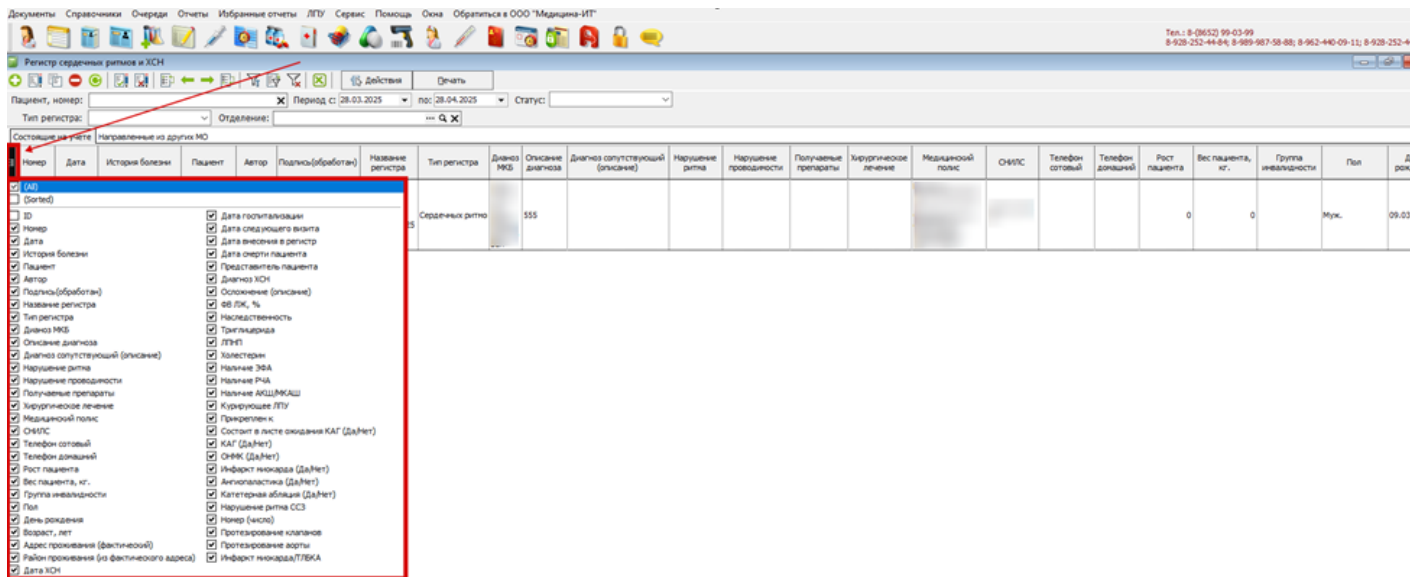 Документы Справочники Очереди Отчеты Избранные отчеты ЛПУ Сервис Помощь Окна Обратиться в ООО "Медицина-ИТ"
Тел.: 8-(8652) 99-03-99
8-928-252-44-84; 8-989-987-58-88; 8-962-440-09-11; 8-928-252-4
Регистр сердечных ритмов и ХСН
Действия Печать
Пациент, номер: Период с: 28.03.2025 по: 28.04.2025 Статус:
Тип регистра: Отделение:
Состоящие на учете Направленные из других МО
Номер Дата История болезни Пациент Автор Подпись(обработан) Название регистра Тип регистра Дианоз МКБ Описание диагноза Диагноз сопутствующий (описание) Нарушение ритма Нарушение проводимости Получаемые препараты Хирургическое лечение Медицинский полис СНИЛС Телефон сотовый Телефон домашний Рост пациента Вес пациента, кг. Группа инвалидности Пол
25 Сердечных ритмо 555 0 0 Муж. 09.03
(All)
(Sorted)
ID
Номер
Дата
История болезни
Пациент
Автор
Подпись(обработан)
Название регистра
Тип регистра
Дианоз МКБ
Описание диагноза
Диагноз сопутствующий (описание)
Нарушение ритма
Нарушение проводимости
Получаемые препараты
Хирургическое лечение
Медицинский полис
СНИЛС
Телефон сотовый
Телефон домашний
Рост пациента
Вес пациента, кг.
Группа инвалидности
Пол
День рождения
Возраст, лет
Адрес проживания (фактический)
Район проживания (из фактического адреса)
Дата ХСН
Дата госпитализации
Дата следующего визита
Дата внесения в регистр
Дата смерти пациента
Представитель пациента
Диагноз ХСН
Осложнение (описание)
ФВ ЛЖ, %
Наследственность
Триглицерида
ЛПНП
Холестерин
Наличие ЭФА
Наличие РЧА
Наличие АКШ/МКАШ
Курирующее ЛПУ
Прикреплен к
Состоит в листе ожидания КАГ (Да/Нет)
КАГ (Да/Нет)
ОНМК (Да/Нет)
Инфаркт миокарда (Да/Нет)
Ангиопластика (Да/Нет)
Катетерная абляция (Да/Нет)
Нарушение ритма ССЗ
Номер (число)
Протезирование клапанов
Протезирование аорты
Инфаркт миокарда/ТЛБКА